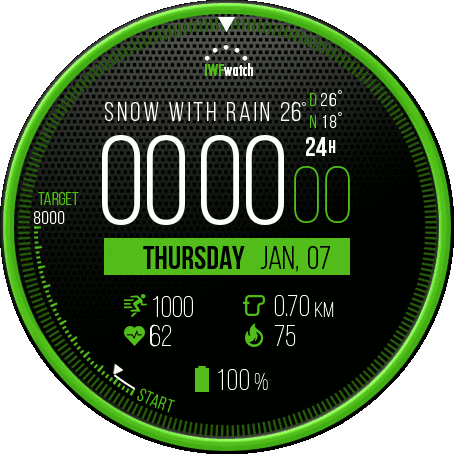 IWFwatch
SNOW WITH RAIN 26° D 26°
N 18°
24H
00 00 00
TARGET
8000
THURSDAY JAN, 07
1000 0.70 KM
62 75
START
100 %